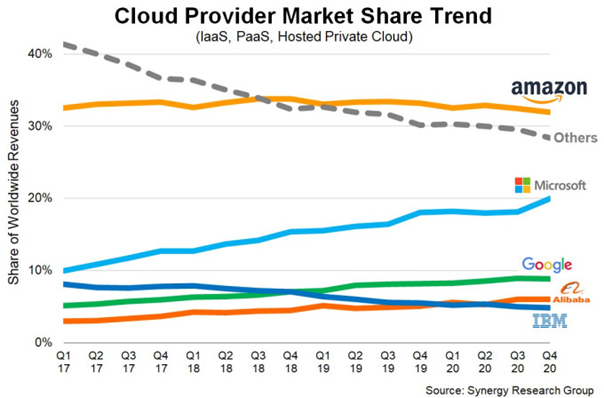 Cloud Provider Market Share Trend
(IaaS, PaaS, Hosted Private Cloud)
Share of Worldwide Revenues
40%
30%
20%
10%
0%
amazon
Others
Microsoft
Google
Alibaba
IBM
Q1 Q2 Q3 Q4 Q1 Q2 Q3 Q4 Q1 Q2 Q3 Q4 Q1 Q2 Q3 Q4
17 17 17 17 18 18 18 18 19 19 19 19 20 20 20 20
Source: Synergy Research Group